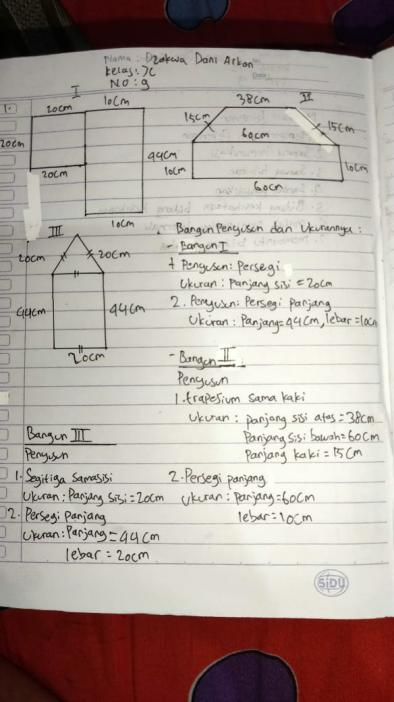 Nama : Dzakwa Dani Arkan
Kelas: 7C
NO: 9
1.
I
20cm
10cm
20cm
20cm
44cm
10cm
II
38cm
15cm
15cm
60cm
10cm
10cm
60cm
III
20cm
20cm
44cm
44cm
20cm
Bangun Penyusun dan Ukurannya :
- Bangun I
1 Penyusun: Persegi
Ukuran: Panjang sisi = 20cm
2. Penyusun: Persegi panjang
Ukuran: Panjang= 44cm, lebar = 10cm
- Bangun II
Penyusun
1. trapesium sama kaki
Ukuran : panjang sisi atas = 38cm
Panjang sisi bawah = 60cm
Panjang kaki = 15cm
2. Persegi panjang
Ukuran: Panjang=60cm
lebar=10cm
Bangun III
Penyusun
1. Segitiga samasisi
Ukuran: Panjang sisi = 20cm
2. Persegi panjang
Ukuran: Panjang = 44cm
lebar = 20cm
SiDU